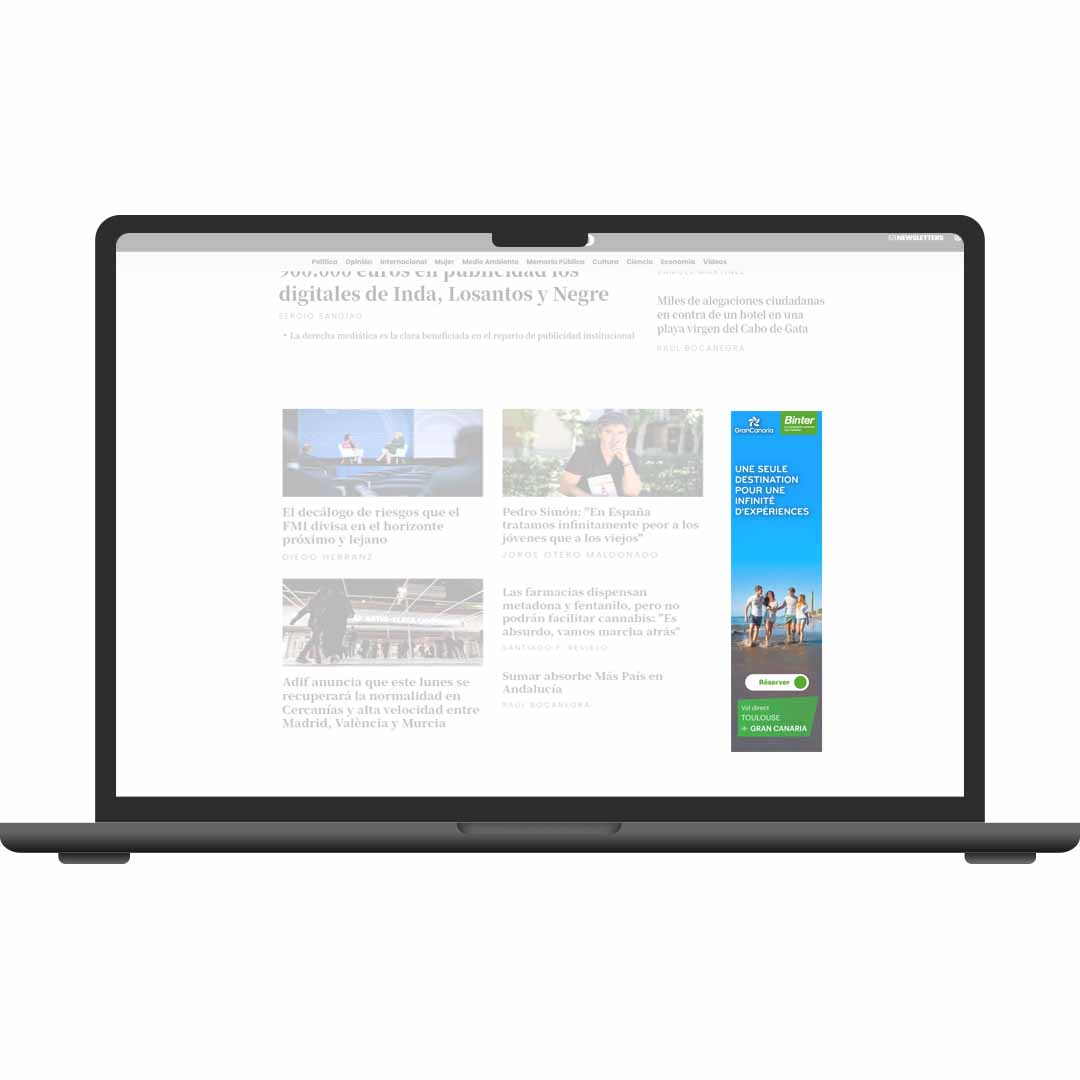 NEWSLETTERS
Política Opinión Internacional Mujer Medio Ambiente Memoria Pública Cultura Ciencia Economía Vídeos
900.000 euros en publicidad los
digitales de Inda, Losantos y Negre
SERGIO SANGIAO
• La derecha mediática es la clara beneficiada en el reparto de publicidad institucional
Miles de alegaciones ciudadanas
en contra de un hotel en una
playa virgen del Cabo de Gata
RAÚL BOCANEGRA
El decálogo de riesgos que el
FMI divisa en el horizonte
próximo y lejano
DIEGO HERRANZ
Pedro Simón: "En España
tratamos infinitamente peor a los
jóvenes que a los viejos"
JORGE OTERO MALDONADO
Adif anuncia que este lunes se
recuperará la normalidad en
Cercanías y alta velocidad entre
Madrid, València y Murcia
Las farmacias dispensan
metadona y fentanilo, pero no
podrán facilitar cannabis: "Es
absurdo, vamos marcha atrás"
SANTIAGO F. REVIEJO
Sumar absorbe Más País en
Andalucía
RAÚL BOCANEGRA
GranCanaria
Binter
UNE SEULE
DESTINATION
POUR UNE
INFINITÉ
D'EXPÉRIENCES
Réserver
Vol direct
TOULOUSE
+ GRAN CANARIA